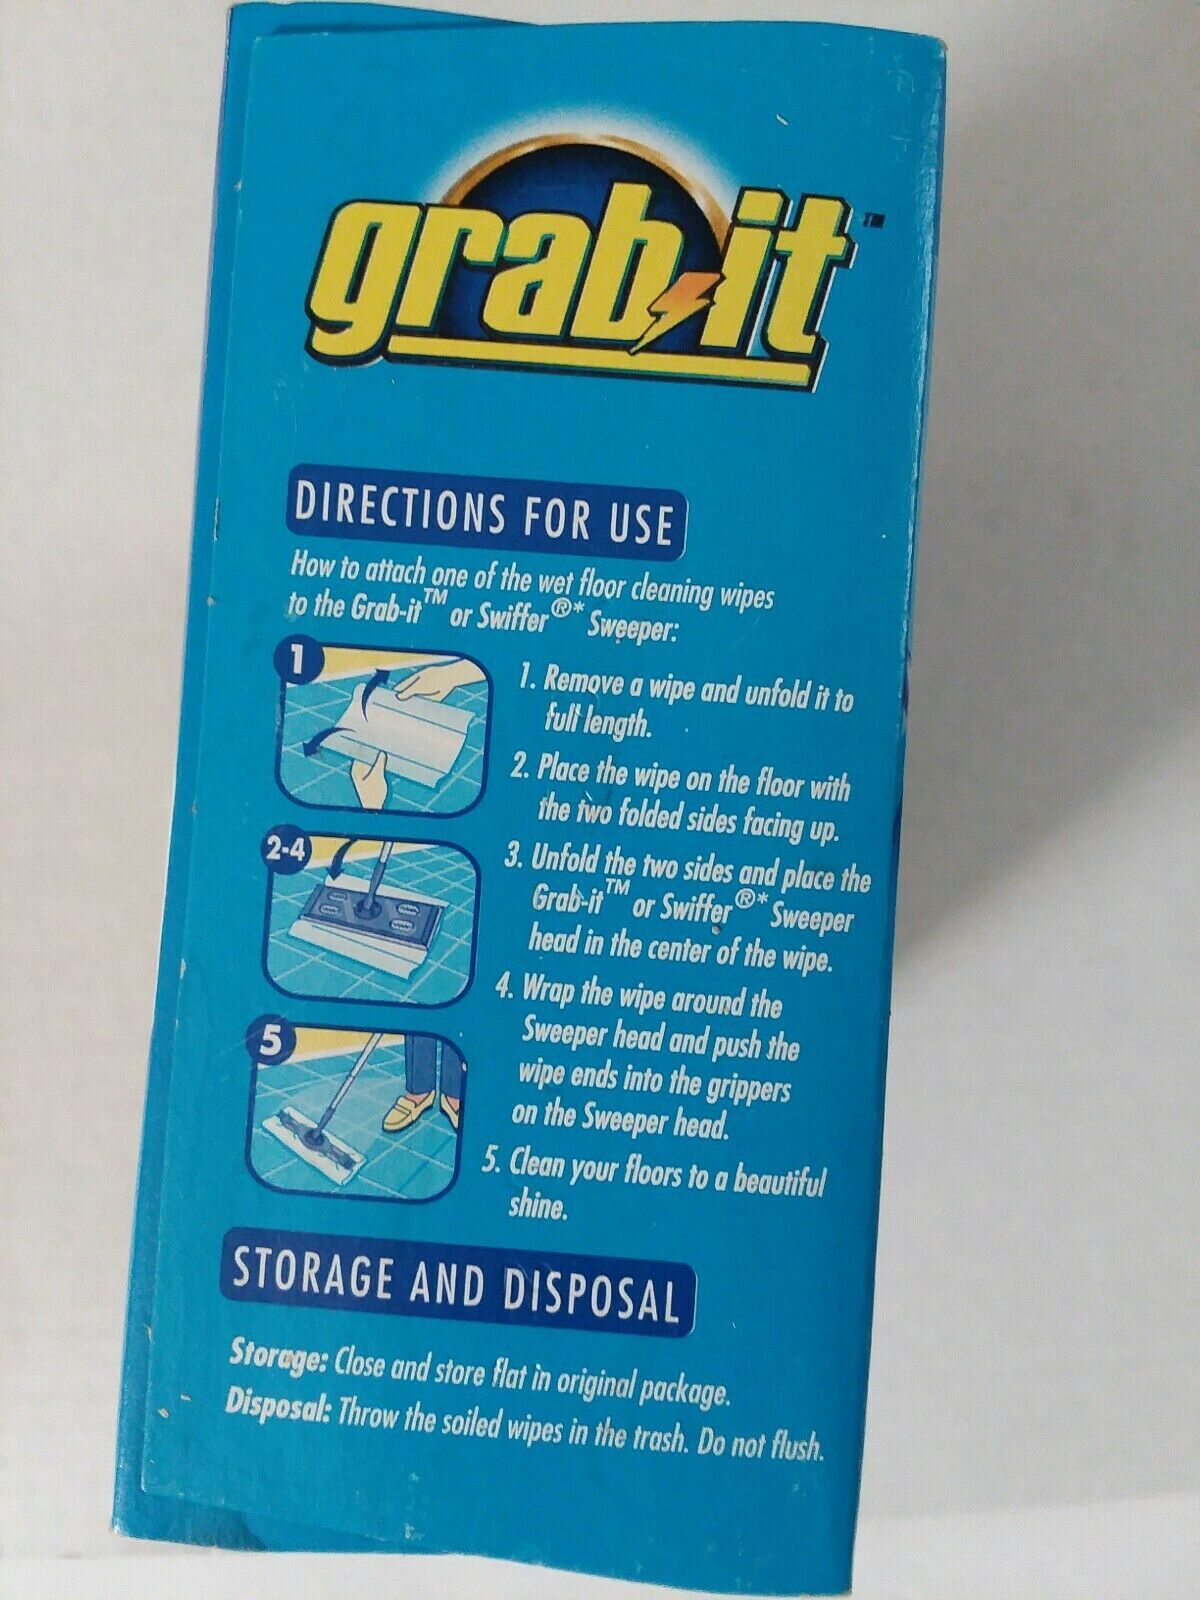 grab-it™
DIRECTIONS FOR USE
How to attach one of the wet floor cleaning wipes
to the Grab-it™ or Swiffer®* Sweeper:
1
1. Remove a wipe and unfold it to
full length.
2. Place the wipe on the floor with
the two folded sides facing up.
2-4
3. Unfold the two sides and place the
Grab-it™ or Swiffer®* Sweeper
head in the center of the wipe.
4. Wrap the wipe around the
Sweeper head and push the
wipe ends into the grippers
on the Sweeper head.
5
5. Clean your floors to a beautiful
shine.
STORAGE AND DISPOSAL
Storage: Close and store flat in original package.
Disposal: Throw the soiled wipes in the trash. Do not flush.